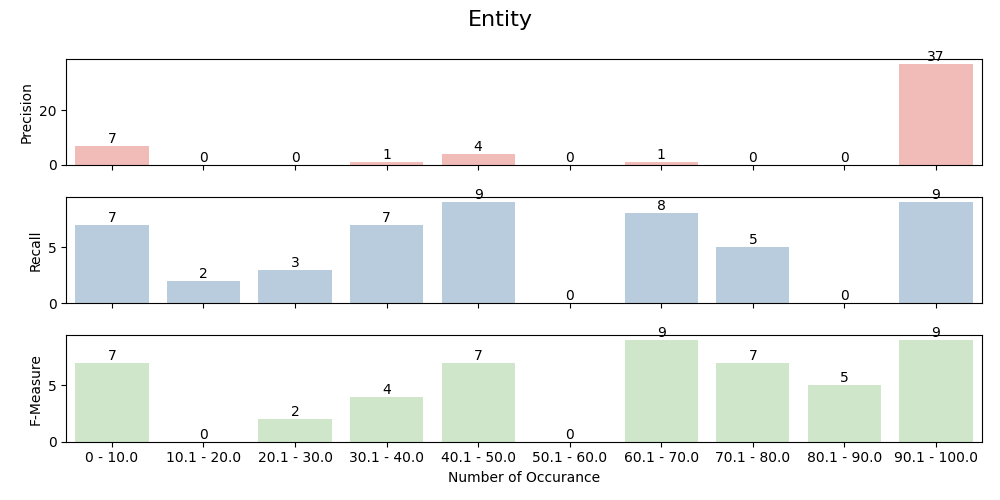 Entity
Precision
20
0
7 0 0 1 4 0 1 0 0 37
Recall
5
0
7 2 3 7 9 0 8 5 0 9
F-Measure
5
0
7 0 2 4 7 0 9 7 5 9
0 - 10.0 10.1 - 20.0 20.1 - 30.0 30.1 - 40.0 40.1 - 50.0 50.1 - 60.0 60.1 - 70.0 70.1 - 80.0 80.1 - 90.0 90.1 - 100.0
Number of Occurance